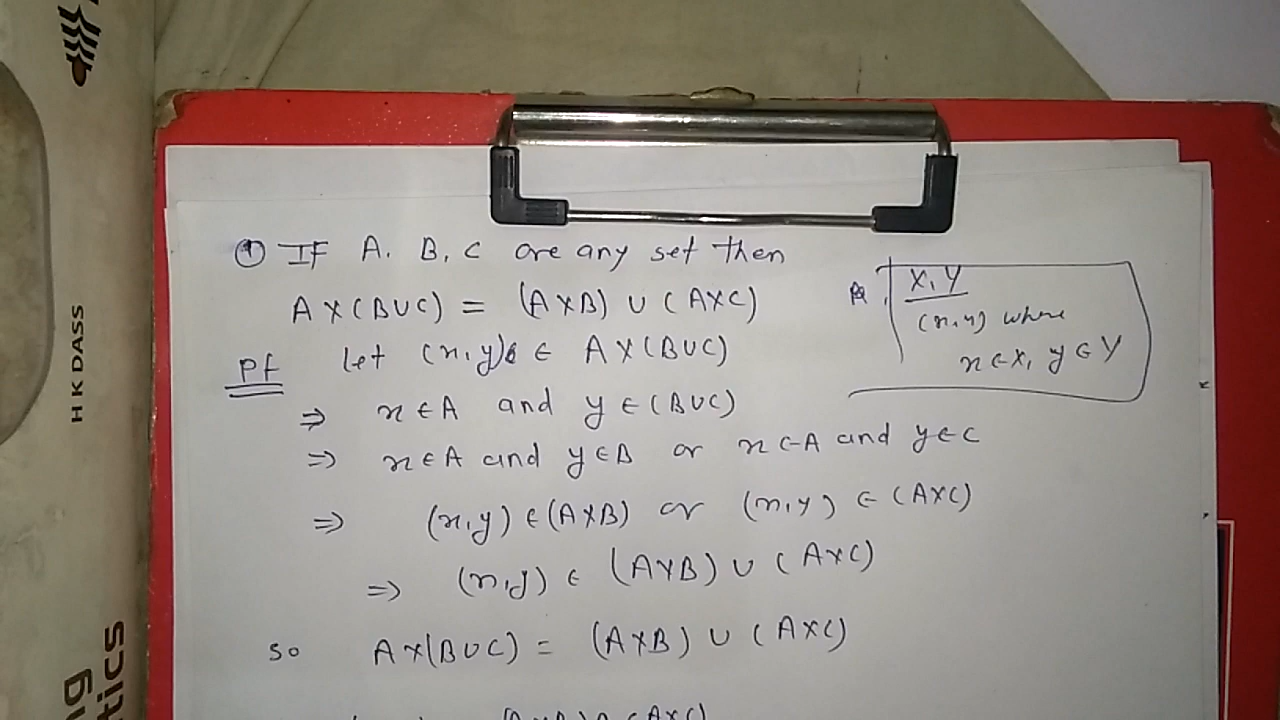 ① IF A. B, C are any set then
A X (B U C) = (A X B) U (A X C)
Pf let (x, y) ∈ A X (B U C)
⇒ x ∈ A and y ∈ (B U C)
⇒ x ∈ A and y ∈ B or x ∈ A and y ∈ C
⇒ (x, y) ∈ (A X B) or (x, y) ∈ (A X C)
⇒ (x, y) ∈ (A X B) U (A X C)
so A X (B U C) = (A X B) U (A X C)
(A X B) ∩ (A X C)
X, Y
(x, y) where
x ∈ X, y ∈ Y
H K DASS